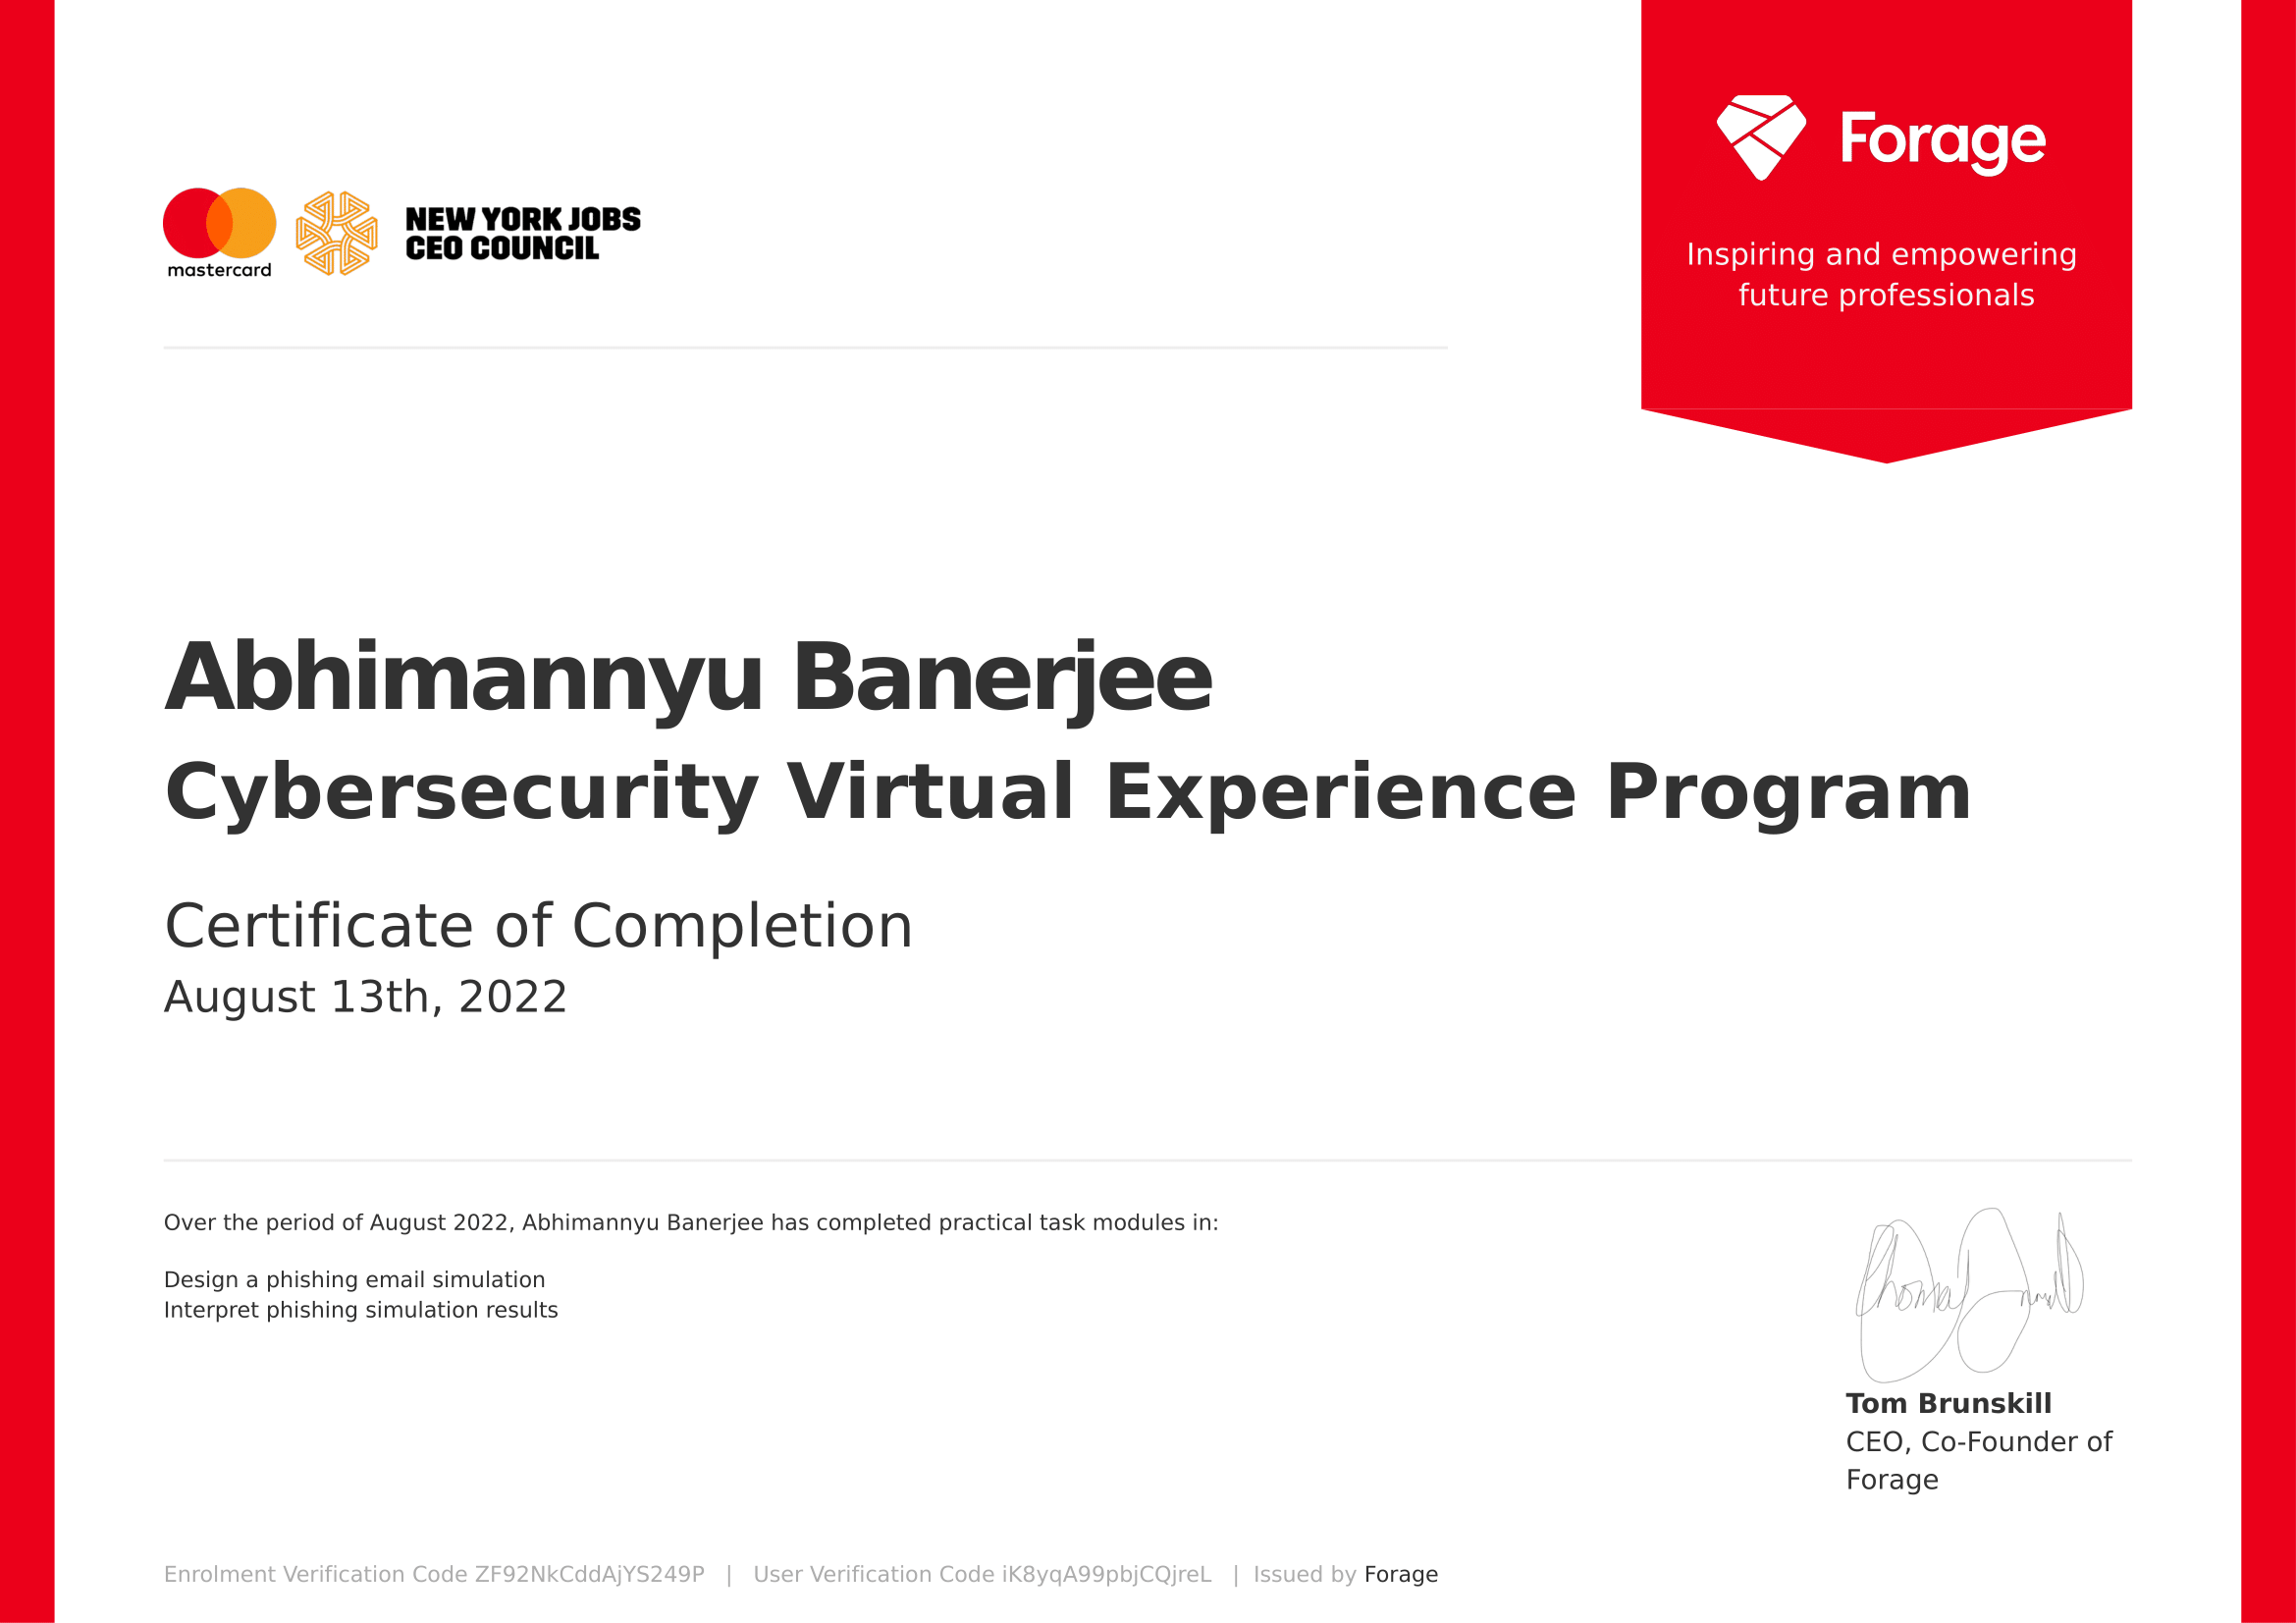 mastercard
NEW YORK JOBS
CEO COUNCIL
Forage
Inspiring and empowering
future professionals
Abhimannyu Banerjee
Cybersecurity Virtual Experience Program
Certificate of Completion
August 13th, 2022
Over the period of August 2022, Abhimannyu Banerjee has completed practical task modules in:
Design a phishing email simulation
Interpret phishing simulation results
Tom Brunskill
CEO, Co-Founder of
Forage
Enrolment Verification Code ZF92NkCddAjYS249P | User Verification Code iK8yqA99pbjCQjreL | Issued by Forage